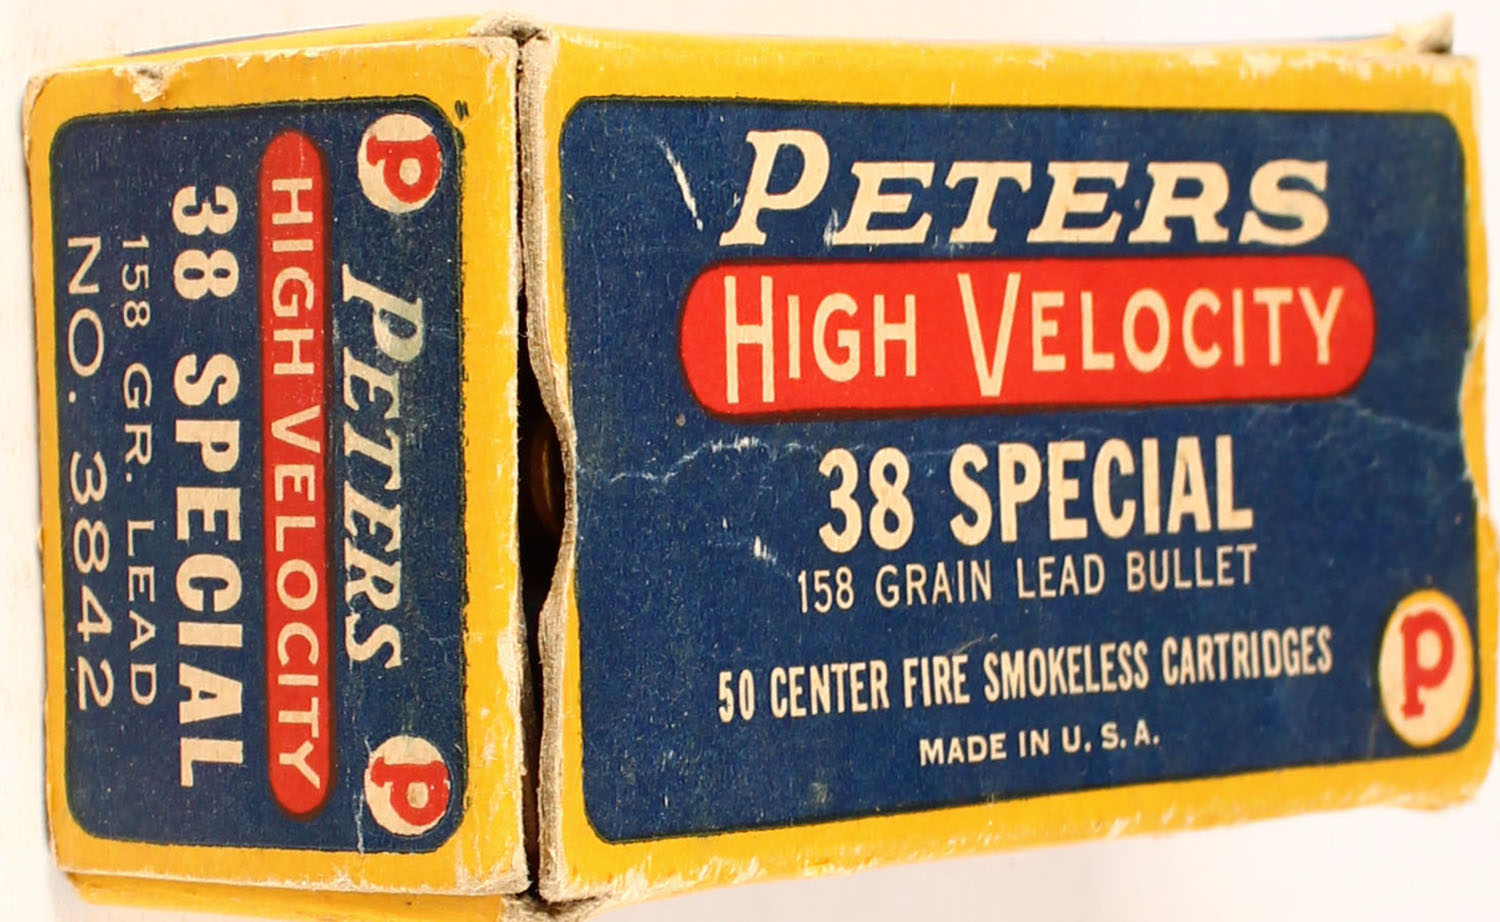 PETERS
HIGH VELOCITY
38 SPECIAL
158 GRAIN LEAD BULLET
50 CENTER FIRE SMOKELESS CARTRIDGES
MADE IN U.S.A.
P
P
PETERS
P
HIGH VELOCITY
38 SPECIAL
158 GR. LEAD
NO. 3842